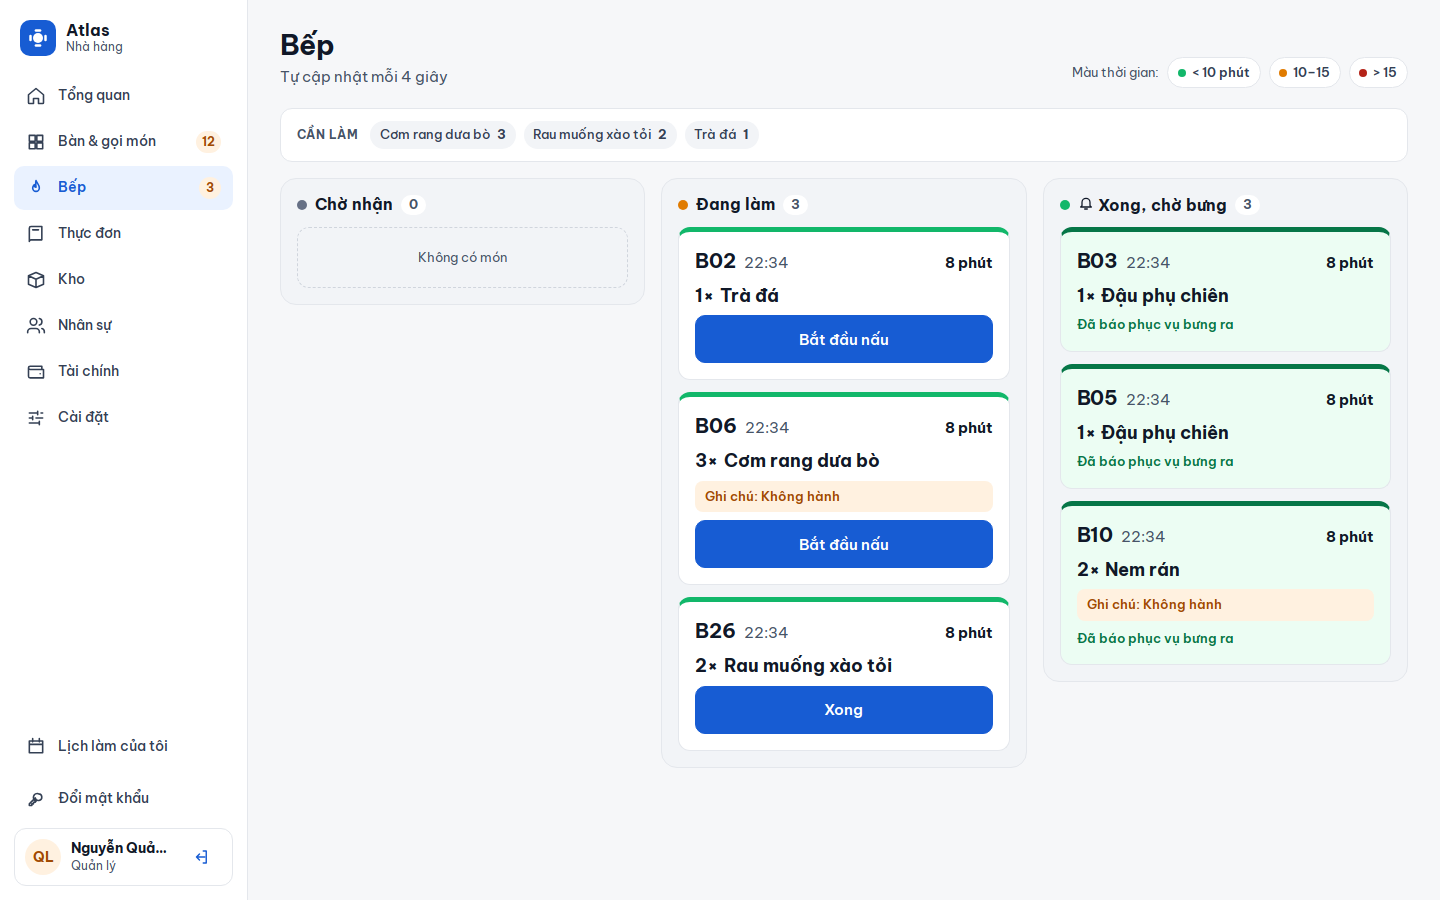 Atlas
Nhà hàng
Tổng quan
Bàn & gọi món 12
Bếp 3
Thực đơn
Kho
Nhân sự
Tài chính
Cài đặt
Lịch làm của tôi
Đổi mật khẩu
QL
Nguyễn Quả...
Quản lý
Bếp
Tự cập nhật mỗi 4 giây
Màu thời gian: < 10 phút 10–15 > 15
CẦN LÀM Cơm rang dưa bò 3 Rau muống xào tỏi 2 Trà đá 1
Chờ nhận 0
Không có món
Đang làm 3
B02 22:34 8 phút
1× Trà đá
Bắt đầu nấu
B06 22:34 8 phút
3× Cơm rang dưa bò
Ghi chú: Không hành
Bắt đầu nấu
B26 22:34 8 phút
2× Rau muống xào tỏi
Xong
Xong, chờ bưng 3
B03 22:34 8 phút
1× Đậu phụ chiên
Đã báo phục vụ bưng ra
B05 22:34 8 phút
1× Đậu phụ chiên
Đã báo phục vụ bưng ra
B10 22:34 8 phút
2× Nem rán
Ghi chú: Không hành
Đã báo phục vụ bưng ra